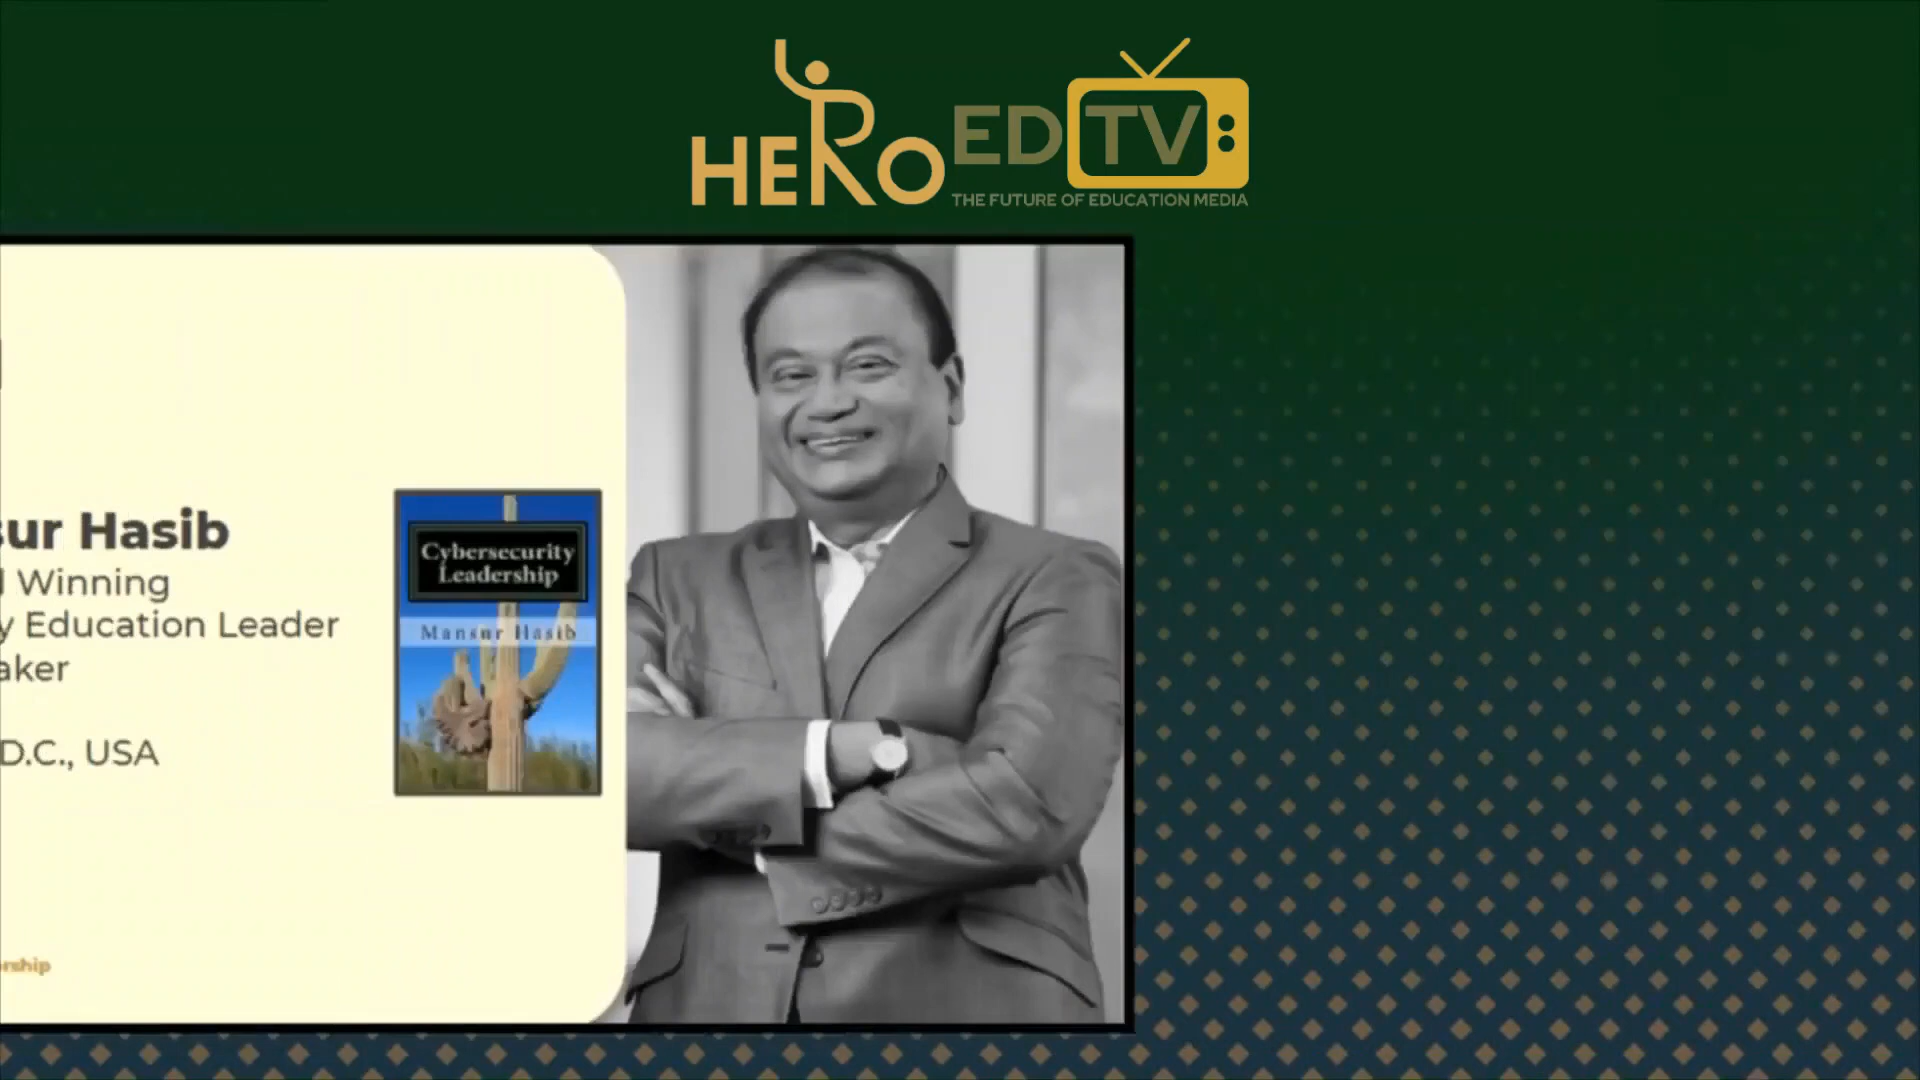 HERO ED TV
THE FUTURE OF EDUCATION MEDIA
sur Hasib
Winning
y Education Leader
aker
D.C., USA
Cybersecurity
Leadership
Mansur Hasib
rship